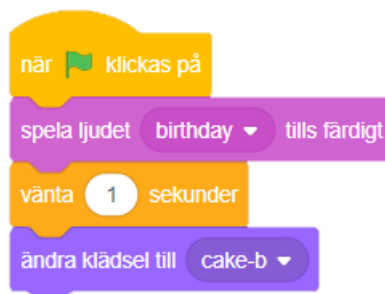 när klickas på
spela ljudet birthday tills färdigt
vänta 1 sekunder
ändra klädsel till cake-b